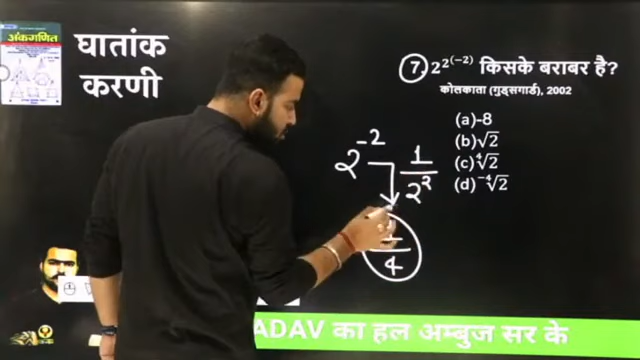 अंकगणित
घातांक
करणी
7 2^2^(-2) किसके बराबर है?
कोलकाता (गुड्सगार्ड), 2002
(a)-8
(b)√2
(c)⁴√2
(d)⁻⁴√2
2⁻² 1/2²
1/4
ADAV का हल अम्बुज सर के